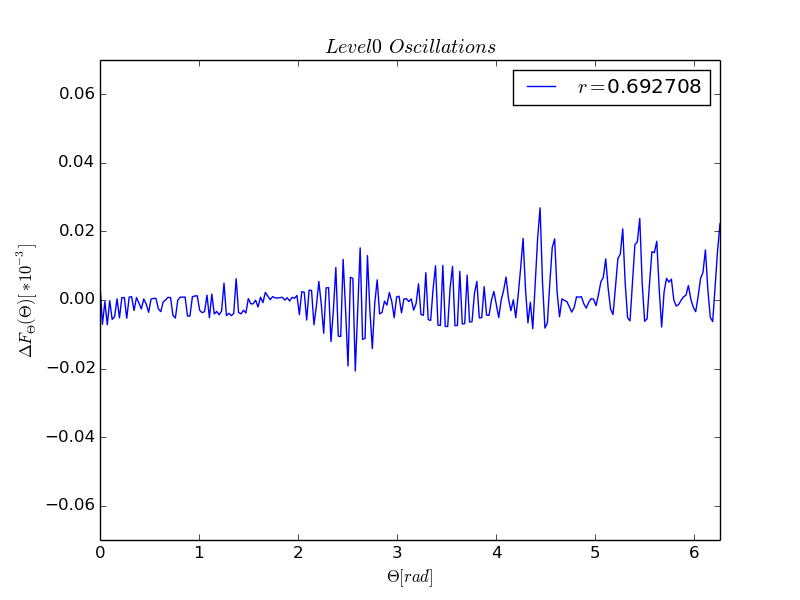 Level0 Oscillations
r=0.692708
0.06
0.04
0.02
0.00
−0.02
−0.04
−0.06
ΔF_Θ(Θ)[*10^{-3}]
0 1 2 3 4 5 6
Θ[rad]